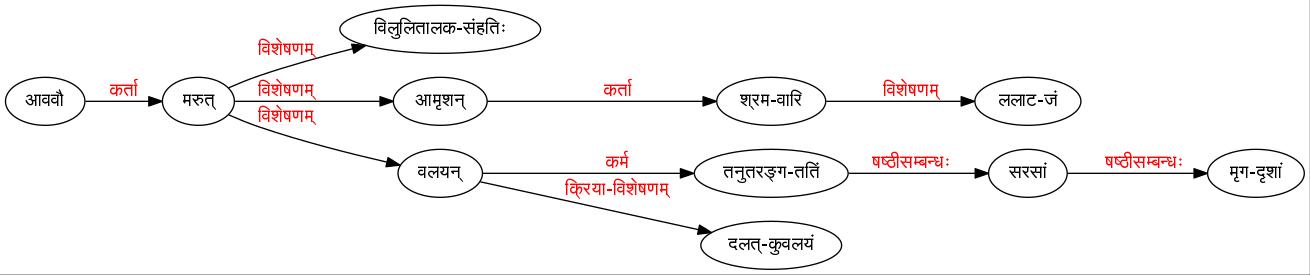 विलुलितालक-संहतिः
विशेषणम्
आववौ कर्ता मरुत् विशेषणम् आमृशन् कर्ता श्रम-वारि विशेषणम् ललाट-जं
विशेषणम्
वलयन् कर्म तनुतरङ्ग-ततिं षष्ठीसम्बन्धः सरसां षष्ठीसम्बन्धः मृग-दृशां
क्रिया-विशेषणम्
दलत्-कुवलयं